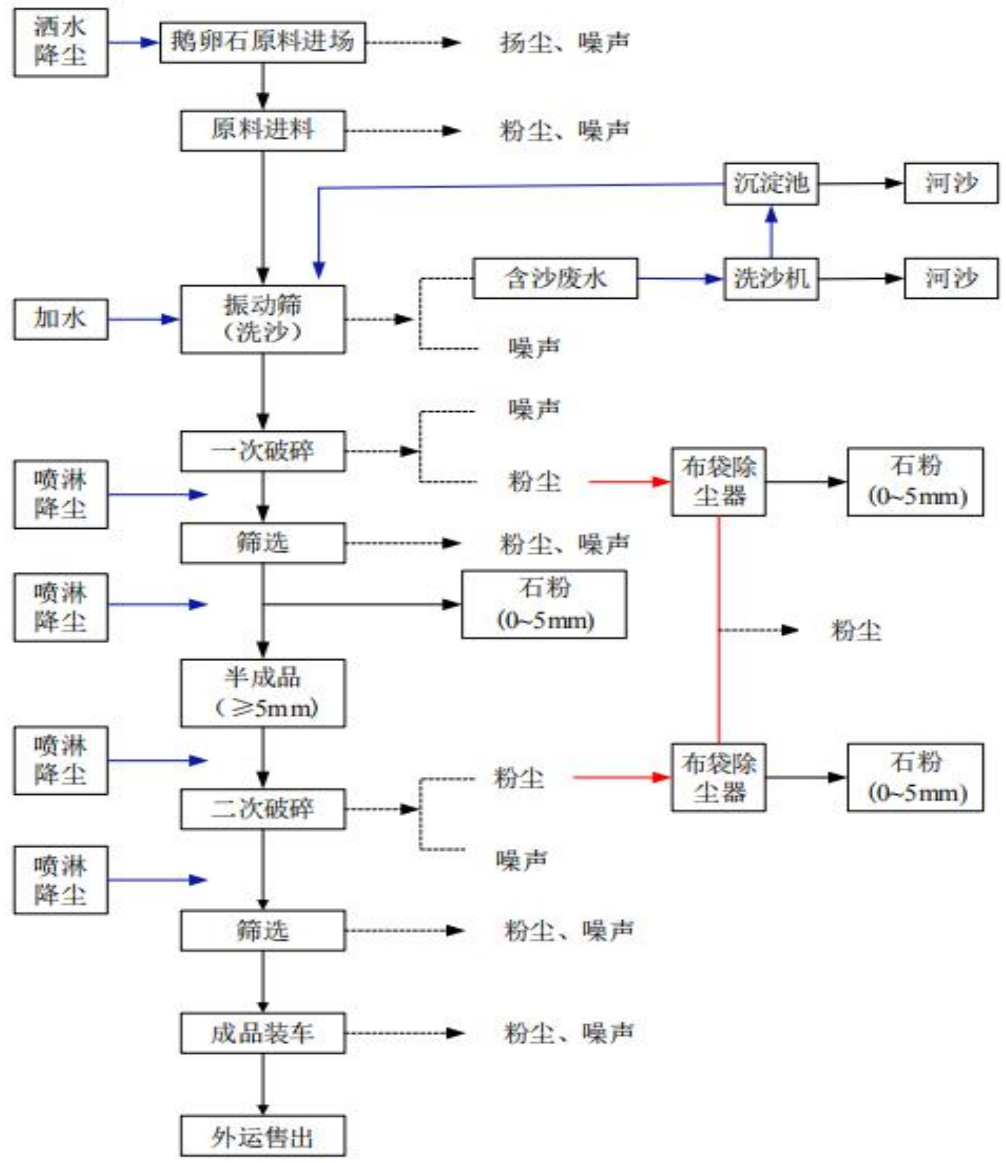 洒水
降尘
鹅卵石原料进场
扬尘、噪声
原料进料
粉尘、噪声
沉淀池
河沙
含沙废水
洗沙机
河沙
加水
振动筛
（洗沙）
噪声
噪声
一次破碎
粉尘
布袋除
尘器
石粉
(0~5mm)
喷淋
降尘
筛选
粉尘、噪声
喷淋
降尘
石粉
(0~5mm)
粉尘
半成品
（≥5mm）
喷淋
降尘
粉尘
布袋除
尘器
石粉
(0~5mm)
二次破碎
噪声
喷淋
降尘
筛选
粉尘、噪声
成品装车
粉尘、噪声
外运售出